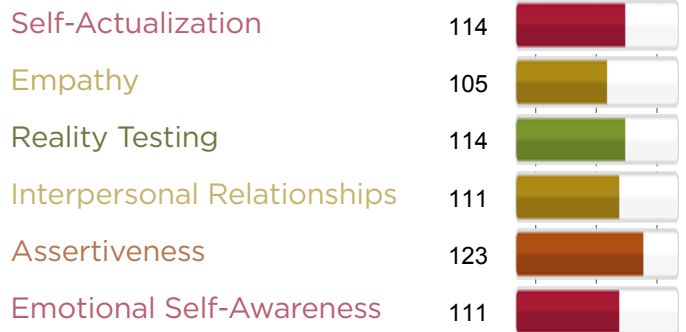 Self-Actualization 114
Empathy 105
Reality Testing 114
Interpersonal Relationships 111
Assertiveness 123
Emotional Self-Awareness 111